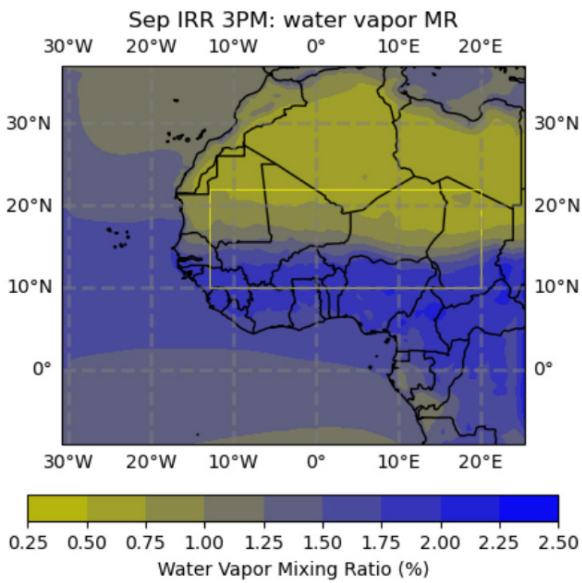 Sep IRR 3PM: water vapor MR
30°W 20°W 10°W 0° 10°E 20°E
30°N 30°N
20°N 20°N
10°N 10°N
0° 0°
30°W 20°W 10°W 0° 10°E 20°E
0.25 0.50 0.75 1.00 1.25 1.50 1.75 2.00 2.25 2.50
Water Vapor Mixing Ratio (%)